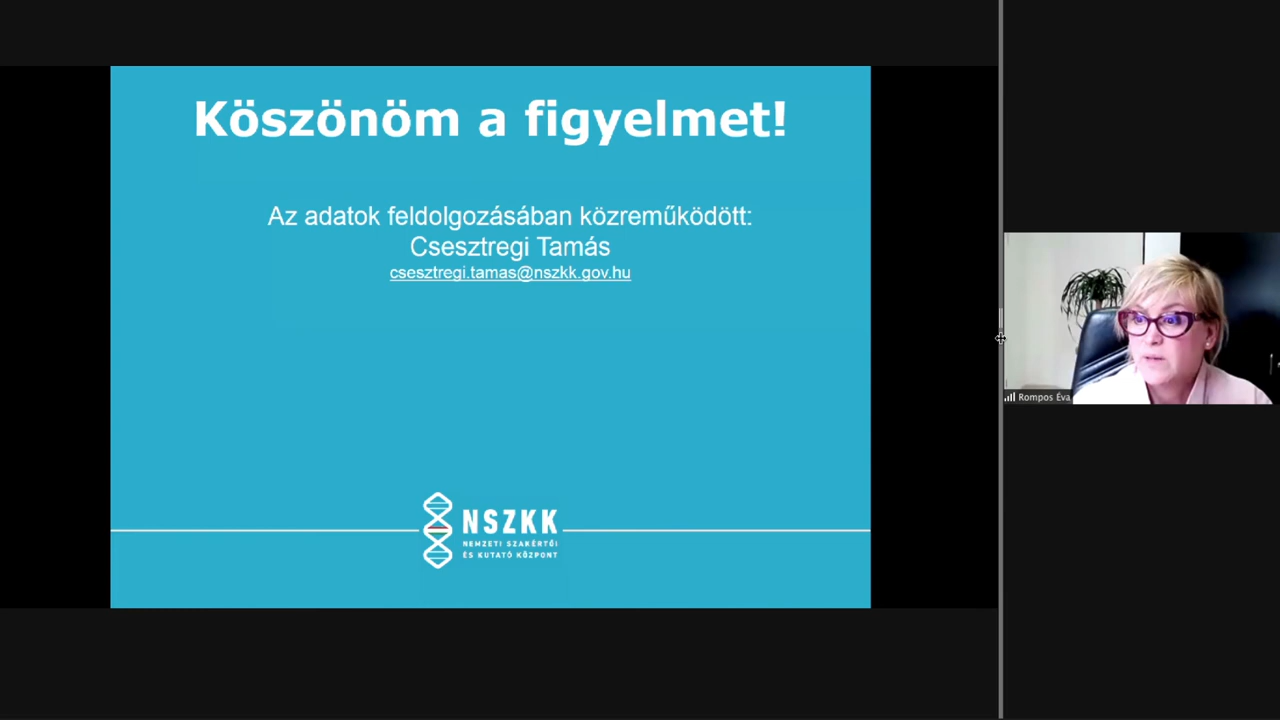 Köszönöm a figyelmet!
Az adatok feldolgozásában közreműködött:
Csesztregi Tamás
csesztregi.tamas@nszkk.gov.hu
NSZKK
NEMZETI SZAKÉRTŐI
ÉS KUTATÓ KÖZPONT
Rompos Éva